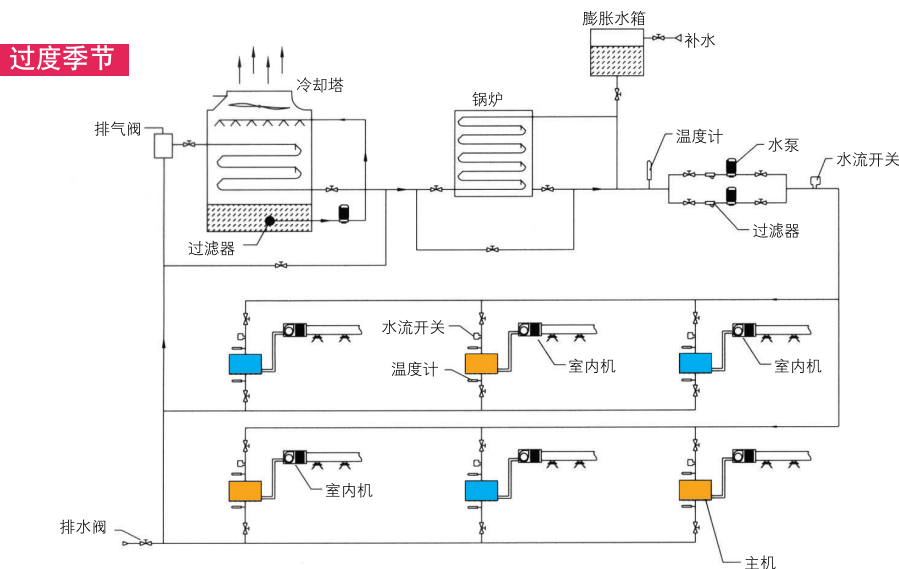 膨胀水箱
补水
过度季节
冷却塔
锅炉
排气阀
温度计
水泵
水流开关
过滤器
过滤器
水流开关
温度计
室内机
室内机
室内机
排水阀
主机